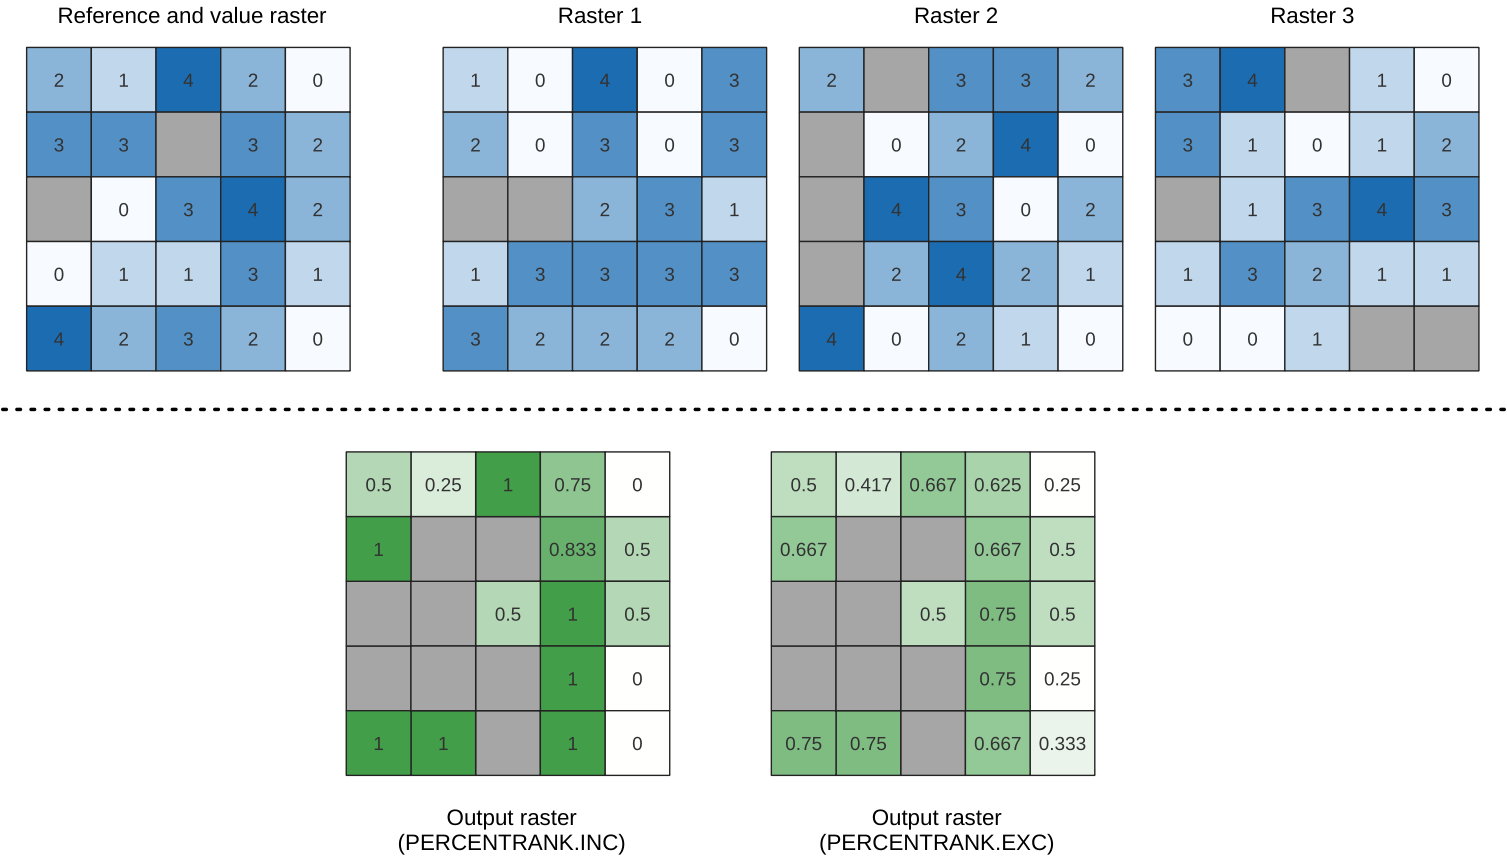 Reference and value raster Raster 1 Raster 2 Raster 3
2 1 4 2 0 1 0 4 0 3 2 3 3 2 3 4 1 0
3 3 3 2 2 0 3 0 3 0 2 4 0 3 1 0 1 2
0 3 4 2 2 3 1 4 3 0 2 1 3 4 3
0 1 1 3 1 1 3 3 3 3 2 4 2 1 1 3 2 1 1
4 2 3 2 0 3 2 2 2 0 4 0 2 1 0 0 0 1
0.5 0.25 1 0.75 0 0.5 0.417 0.667 0.625 0.25
1 0.833 0.5 0.667 0.667 0.5
0.5 1 0.5 0.5 0.75 0.5
1 0 0.75 0.25
1 1 1 0 0.75 0.75 0.667 0.333
Output raster Output raster
(PERCENTRANK.INC) (PERCENTRANK.EXC)